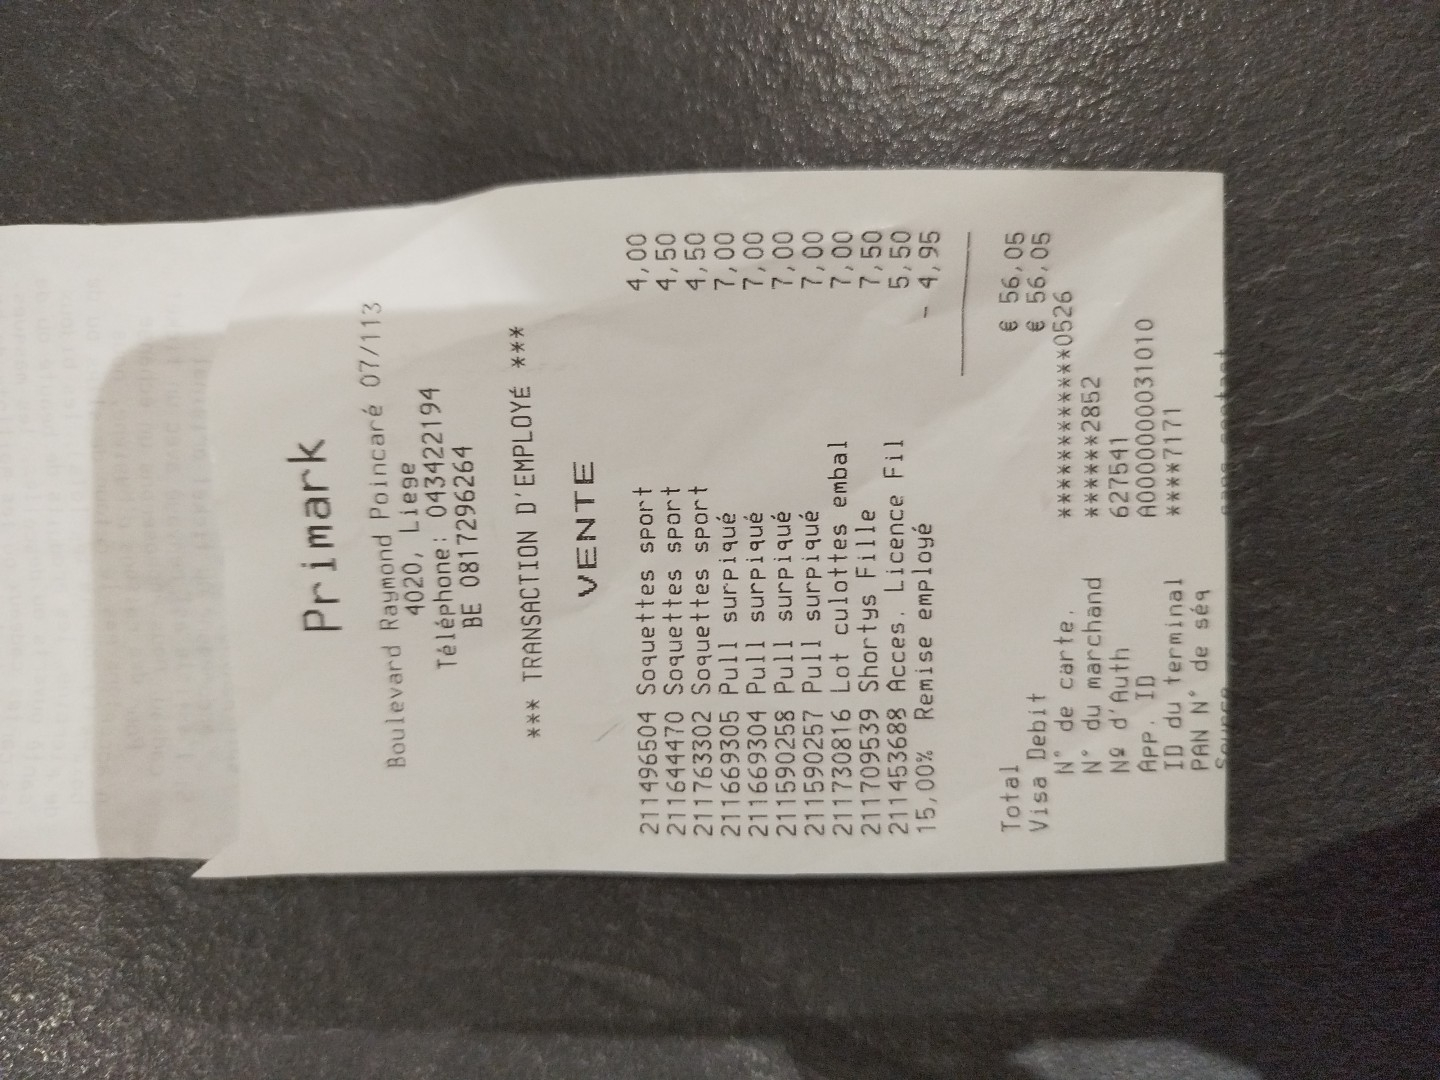 Primark
Boulevard Raymond Poincaré 07/113
4020, Liege
Téléphone: 043422194
BE 0817296264
*** TRANSACTION D'EMPLOYÉ ***
VENTE
211496504 Soquettes sport 4,00
211644470 Soquettes sport 4,50
211763302 Soquettes sport 4,50
211669305 Pull surpiqué 7,00
211669304 Pull surpiqué 7,00
211590258 Pull surpiqué 7,00
211590257 Pull surpiqué 7,00
211730816 Lot culottes embal 7,00
211709539 Shortys Fille 7,50
211453688 Acces. Licence Fil 5,50
15,00% Remise employé - 4,95
Total € 56,05
Visa Debit € 56,05
N° de carte. ************0526
N° du marchand ******2852
Nº d'Auth 627541
APP. ID A0000000031010
ID du terminal ****7171
PAN N° de séq